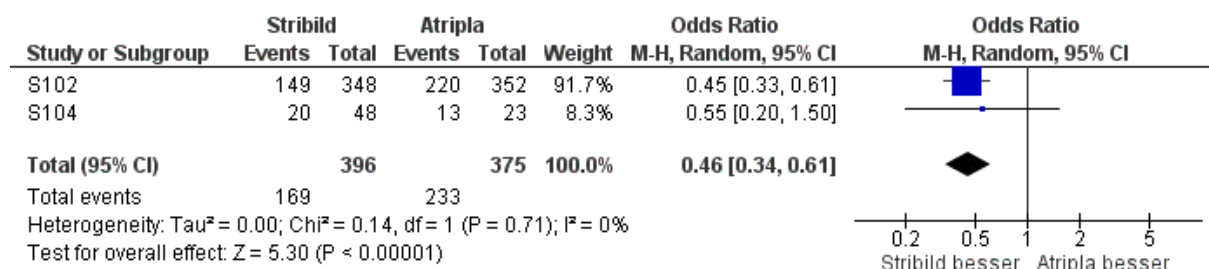 Stribild Atripla Odds Ratio Odds Ratio
Study or Subgroup Events Total Events Total Weight M-H, Random, 95% CI M-H, Random, 95% CI
S102 149 348 220 352 91.7% 0.45 [0.33, 0.61]
S104 20 48 13 23 8.3% 0.55 [0.20, 1.50]
Total (95% CI) 396 375 100.0% 0.46 [0.34, 0.61]
Total events 169 233
Heterogeneity: Tau² = 0.00; Chi² = 0.14, df = 1 (P = 0.71); I² = 0%
Test for overall effect: Z = 5.30 (P < 0.00001)
0.2 0.5 1 2 5
Stribild besser Atripla besser